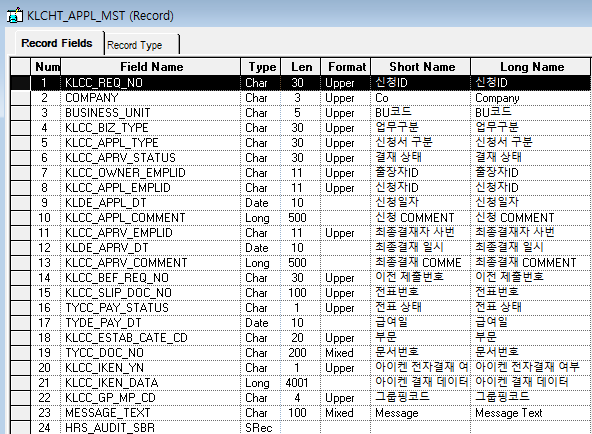 KLCHT_APPL_MST (Record)
Record Fields Record Type
Num Field Name Type Len Format Short Name Long Name
1 KLCC_REQ_NO Char 30 Upper 신청ID 신청ID
2 COMPANY Char 3 Upper Co Company
3 BUSINESS_UNIT Char 5 Upper BU코드 BU코드
4 KLCC_BIZ_TYPE Char 30 Upper 업무구분 업무구분
5 KLCC_APPL_TYPE Char 30 Upper 신청서 구분 신청서 구분
6 KLCC_APRV_STATUS Char 30 Upper 결재 상태 결재 상태
7 KLCC_OWNER_EMPLID Char 11 Upper 출장자ID 출장자ID
8 KLCC_APPL_EMPLID Char 11 Upper 신청자ID 신청자ID
9 KLDE_APPL_DT Date 10 신청일자 신청일자
10 KLCC_APPL_COMMENT Long 500 신청 COMMENT 신청 COMMENT
11 KLCC_APRV_EMPLID Char 11 Upper 최종결재자 사번 최종결재자 사번
12 KLDE_APRV_DT Date 10 최종결재 일시 최종결재 일시
13 KLCC_APRV_COMMENT Long 500 최종결재 COMME 최종결재 COMMENT
14 KLCC_BEF_REQ_NO Char 30 Upper 이전 제출번호 이전 제출번호
15 KLCC_SLIP_DOC_NO Char 100 Upper 전표번호 전표번호
16 TYCC_PAY_STATUS Char 1 Upper 전표 상태 전표 상태
17 TYDE_PAY_DT Date 10 급여일 급여일
18 KLCC_ESTAB_CATE_CD Char 20 Upper 부문 부문
19 TYCC_DOC_NO Char 200 Mixed 문서번호 문서번호
20 KLCC_IKEN_YN Char 1 Upper 아이켄 전자결재 여 아이켄 전자결재 여부
21 KLCC_IKEN_DATA Long 4001 아이켄 결재 데이터 아이켄 결재 데이터
22 KLCC_GP_MP_CD Char 4 Upper 그룹핑코드 그룹핑코드
23 MESSAGE_TEXT Char 100 Mixed Message Message Text
24 HRS_AUDIT_SBR SRec